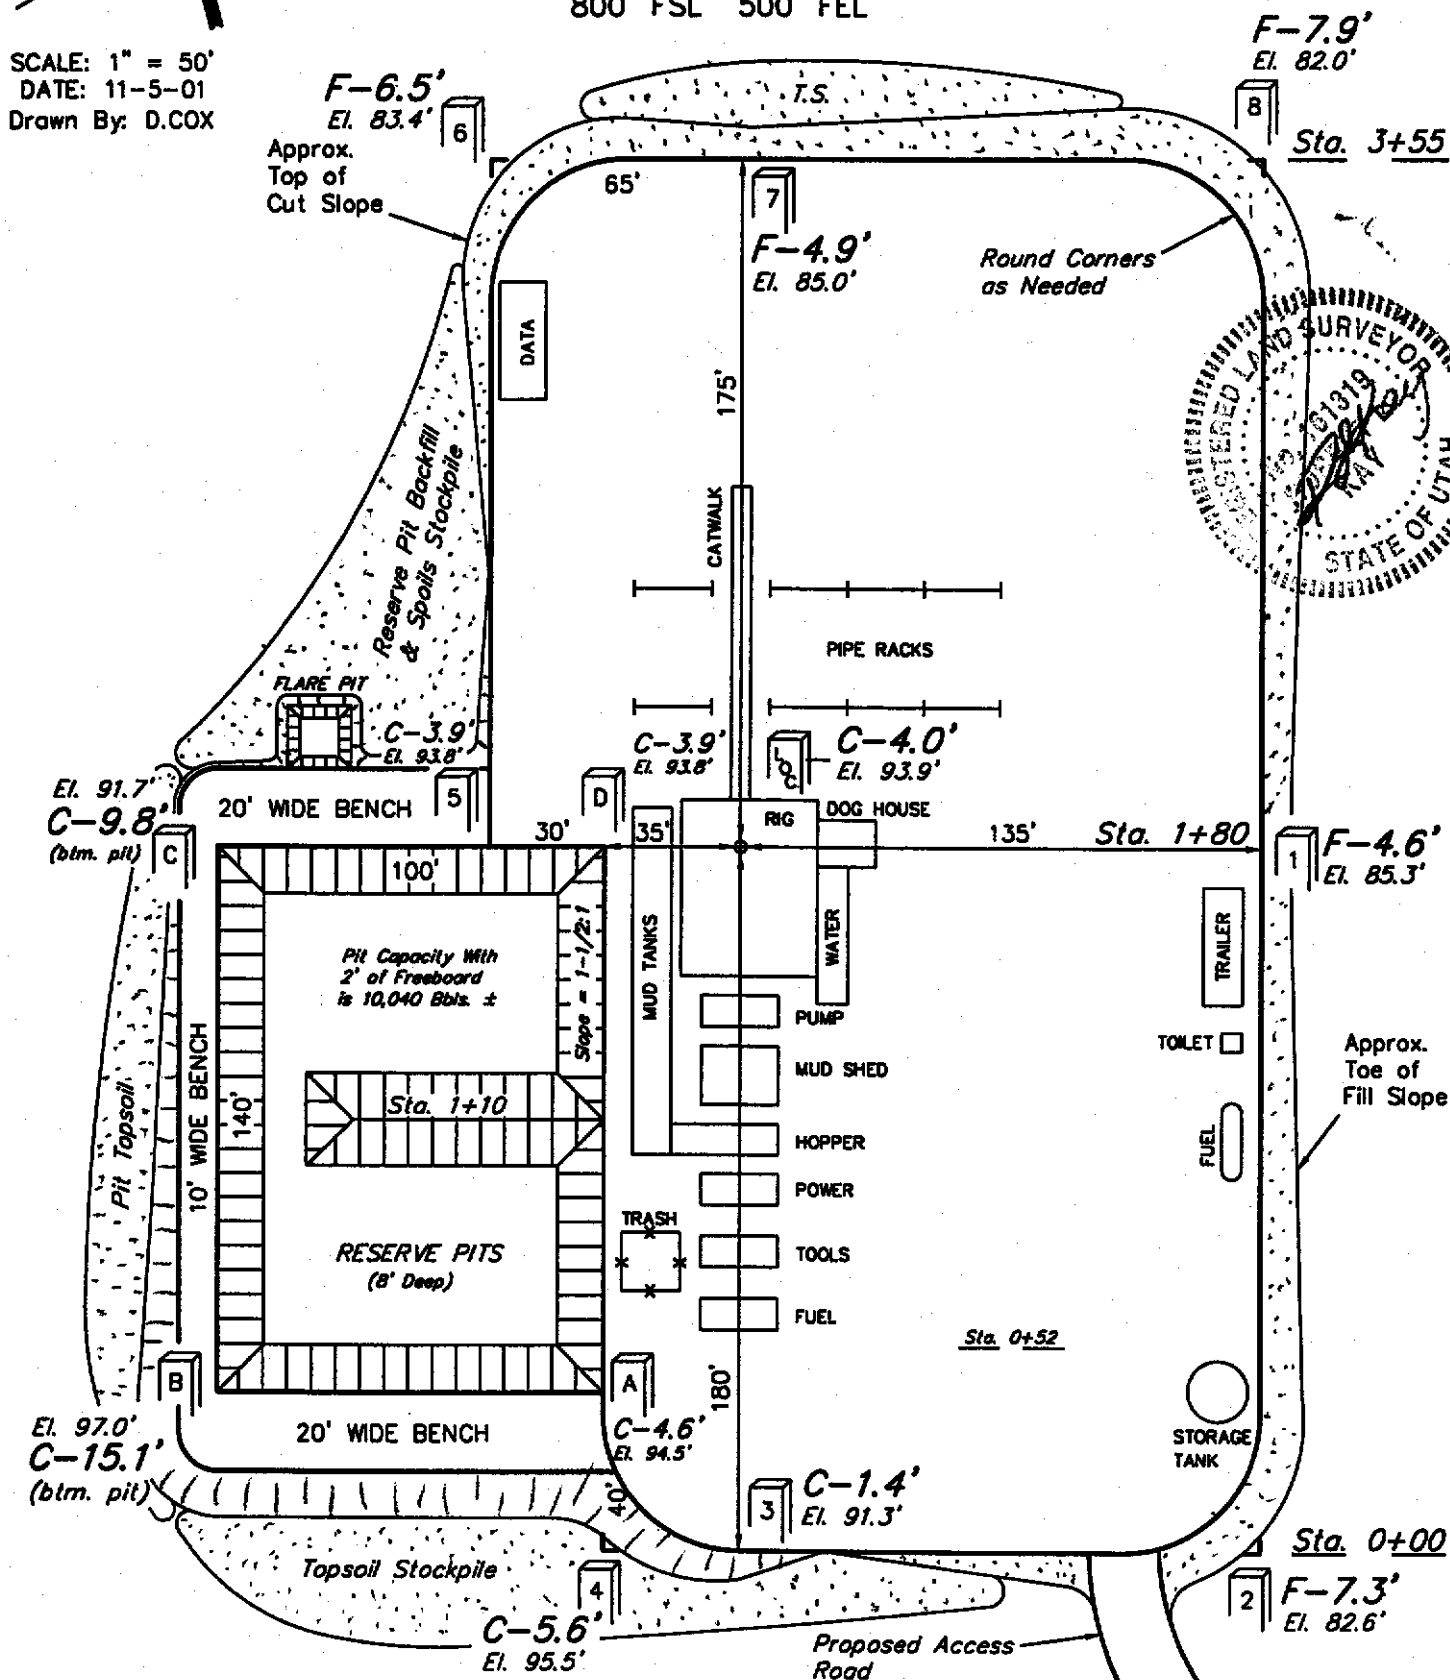 800' FSL 500' FEL
SCALE: 1" = 50'
DATE: 11-5-01
Drawn By: D.COX
F-6.5'
El. 83.4'
6
Approx.
Top of
Cut Slope
T.S.
F-7.9'
El. 82.0'
8
Sta. 3+55
65'
7
F-4.9'
El. 85.0'
Round Corners
as Needed
DATA
175'
LAND SURVEYOR
161319
KAY
STATE OF UTAH
Reserve Pit Backfill
& Spoils Stockpile
CATWALK
PIPE RACKS
FLARE PIT
C-3.9'
El. 93.8'
C-3.9'
El. 93.8'
LOC.
C-4.0'
El. 93.9'
El. 91.7'
C-9.8'
(btm. pit)
C
20' WIDE BENCH
5
D
RIG
DOG HOUSE
30'
35'
135'
Sta. 1+80
1
F-4.6'
El. 85.3'
100'
Pit Capacity With
2' of Freeboard
is 10,040 Bbls. ±
Slope = 1-1/2:1
MUD TANKS
WATER
TRAILER
PUMP
TOILET
MUD SHED
Approx.
Toe of
Fill Slope
Pit Topsoil
10' WIDE BENCH
140'
Sta. 1+10
HOPPER
FUEL
POWER
TRASH
RESERVE PITS
(8' Deep)
TOOLS
FUEL
Sta. 0+52
B
A
180'
El. 97.0'
C-15.1'
(btm. pit)
20' WIDE BENCH
C-4.6'
El. 94.5'
STORAGE
TANK
40'
3
C-1.4'
El. 91.3'
Topsoil Stockpile
4
C-5.6'
El. 95.5'
Sta. 0+00
2
F-7.3'
El. 82.6'
Proposed Access
Road